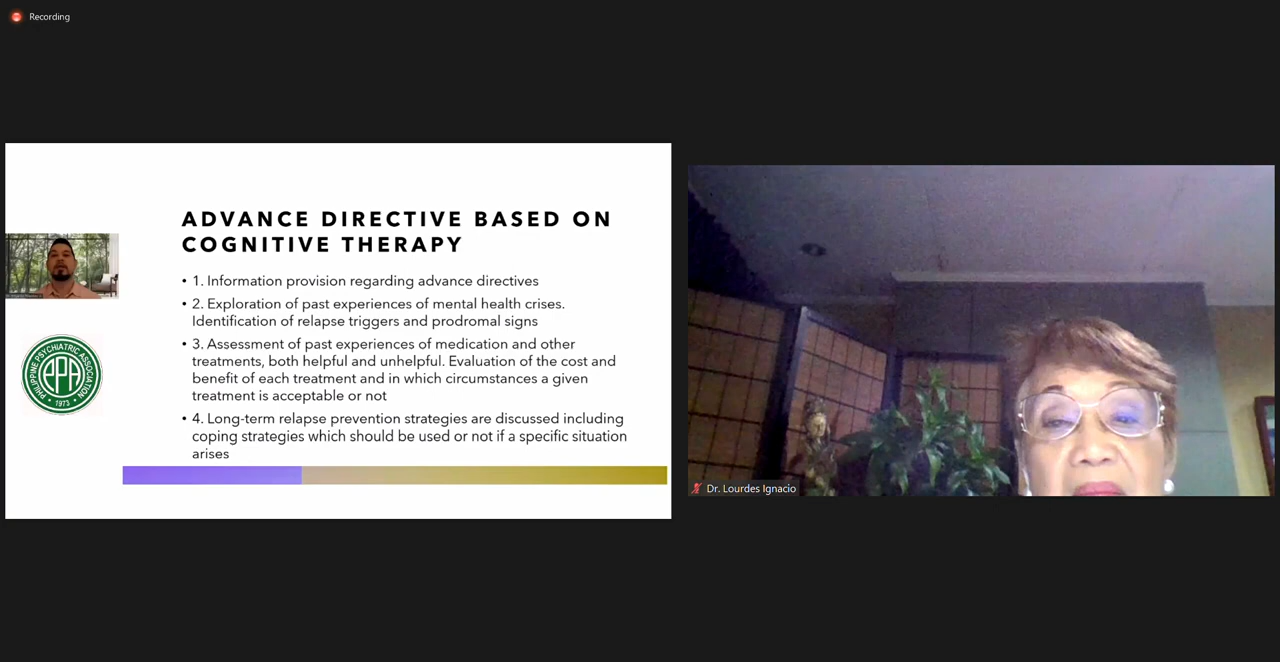 Recording
ADVANCE DIRECTIVE BASED ON
COGNITIVE THERAPY
• 1. Information provision regarding advance directives
• 2. Exploration of past experiences of mental health crises.
Identification of relapse triggers and prodromal signs
• 3. Assessment of past experiences of medication and other
treatments, both helpful and unhelpful. Evaluation of the cost and
benefit of each treatment and in which circumstances a given
treatment is acceptable or not
• 4. Long-term relapse prevention strategies are discussed including
coping strategies which should be used or not if a specific situation
arises
PHILIPPINE PSYCHIATRIC ASSOCIATION
PPA
• 1973 •
Dr. Lourdes Ignacio